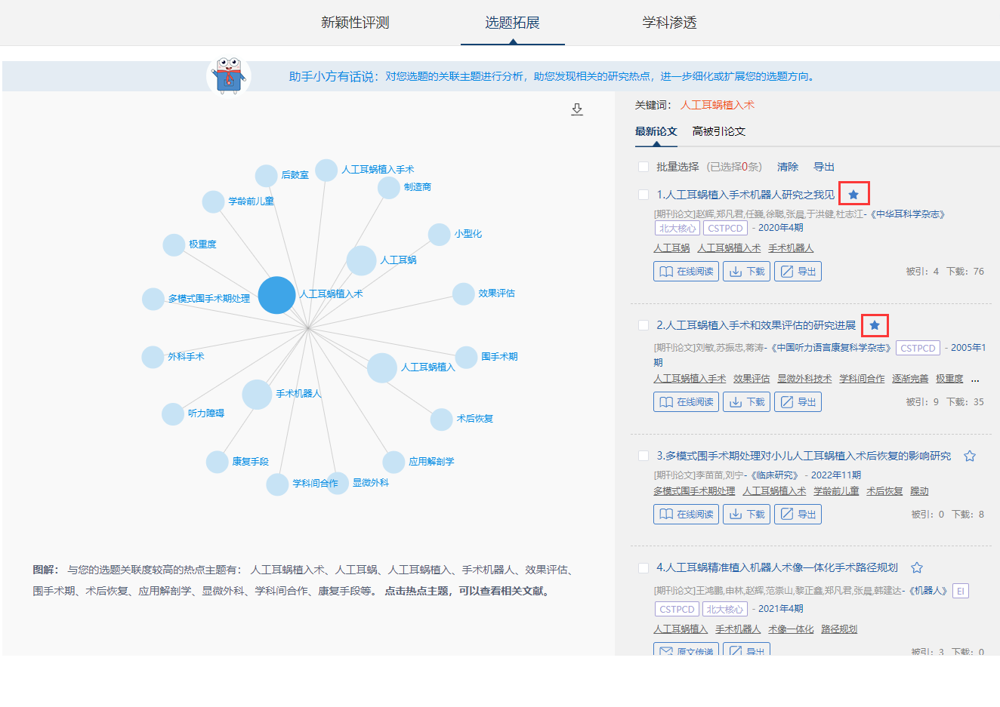 新颖性评测
选题拓展
学科渗透
助手小方有话说：对您选题的关联主题进行分析，助您发现相关的研究热点，进一步细化或扩展您的选题方向。
后鼓室
人工耳蜗植入手术
制造商
学龄前儿童
小型化
极重度
人工耳蜗
多模式围手术期处理
人工耳蜗植入术
效果评估
外科手术
围手术期
人工耳蜗植入
手术机器人
听力障碍
术后恢复
康复手段
应用解剖学
学科间合作
显微外科
图解： 与您的选题关联度较高的热点主题有： 人工耳蜗植入术、人工耳蜗、人工耳蜗植入、手术机器人、效果评估、
围手术期、术后恢复、应用解剖学、显微外科、学科间合作、康复手段等。 点击热点主题，可以查看相关文献。
关键词： 人工耳蜗植入术
最新论文 高被引论文
批量选择 (已选择0条) 清除 导出
1.人工耳蜗植入手术机器人研究之我见
[期刊论文]赵辉,郑凡君,任巍,徐聪,张晨,于洪健,杜志江-《中华耳科学杂志》
北大核心 CSTPCD - 2020年4期
人工耳蜗 人工耳蜗植入术 手术机器人
在线阅读 下载 导出 被引：4 下载：76
2.人工耳蜗植入手术和效果评估的研究进展
[期刊论文]刘敏,苏振忠,蒋涛-《中国听力语言康复科学杂志》 CSTPCD - 2005年1
期
人工耳蜗植入手术 效果评估 显微外科技术 学科间合作 逐渐完善 极重度 ...
在线阅读 下载 导出 被引：9 下载：35
3.多模式围手术期处理对小儿人工耳蜗植入术后恢复的影响研究
[期刊论文]李苗苗,刘宁-《临床研究》 - 2022年11期
多模式围手术期处理 人工耳蜗植入术 学龄前儿童 术后恢复 躁动
在线阅读 下载 导出 被引：0 下载：8
4.人工耳蜗精准植入机器人术像一体化手术路径规划
[期刊论文]王鸿鹏,申林,赵辉,范崇山,黎正鑫,郑凡君,张晨,韩建达-《机器人》 EI
CSTPCD 北大核心 - 2021年4期
人工耳蜗植入 手术机器人 术像一体化 路径规划
原文传递 导出 被引：3 下载：0